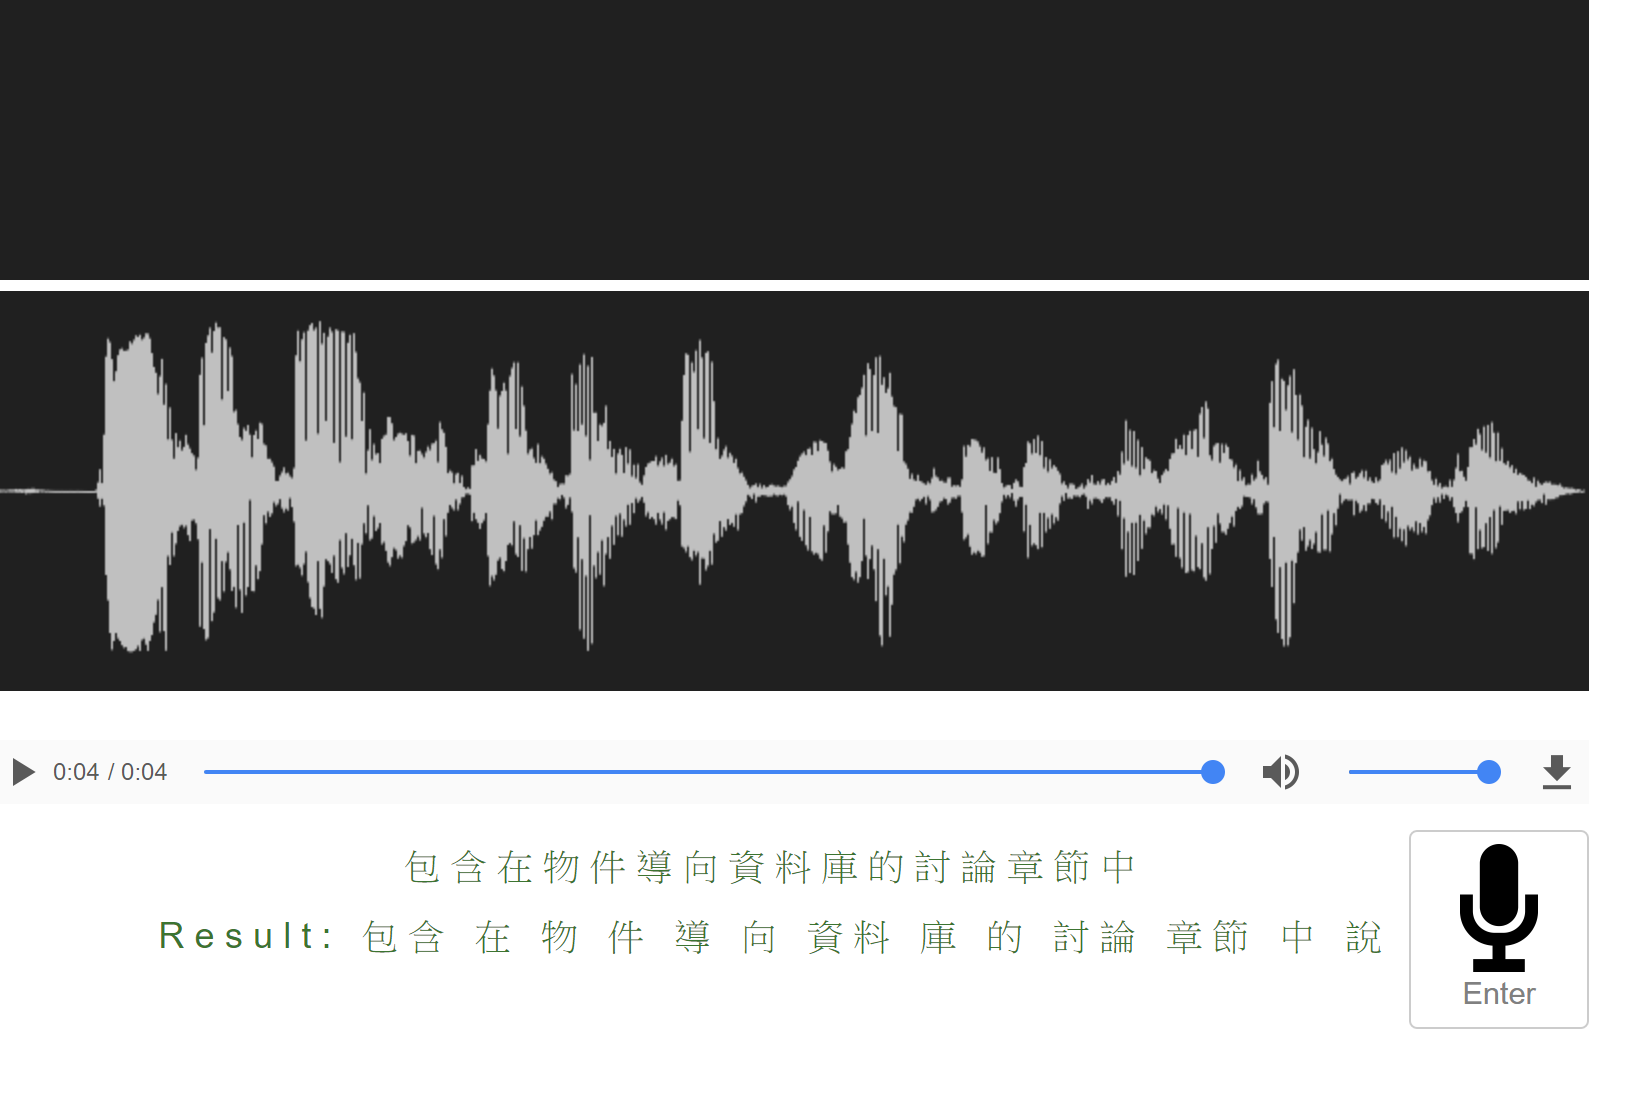 0:04 / 0:04
包含在物件導向資料庫的討論章節中
Result: 包含 在 物 件 導 向 資料 庫 的 討論 章節 中 說
Enter